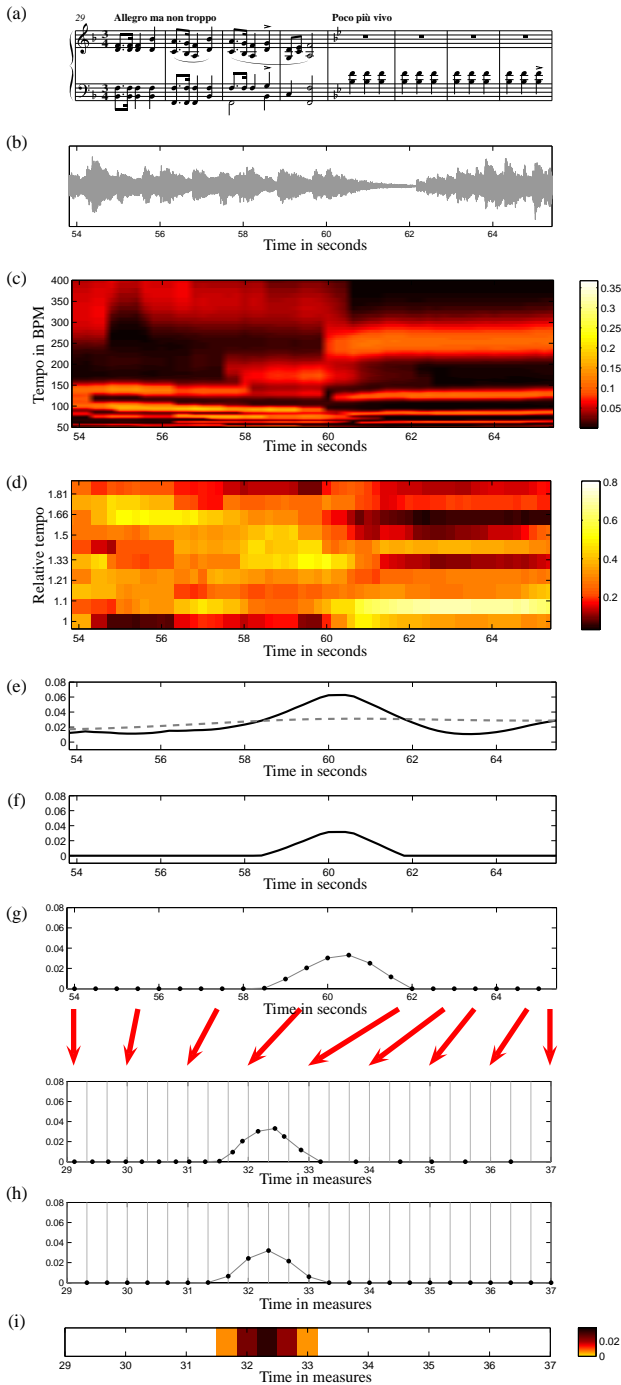 (a)
29
Allegro ma non troppo
Poco più vivo
(b)
54 56 58 60 62 64
Time in seconds
(c)
Tempo in BPM
400
350
300
250
200
150
100
50
54 56 58 60 62 64
Time in seconds
0.35
0.3
0.25
0.2
0.15
0.1
0.05
(d)
Relative tempo
1.81
1.66
1.5
1.33
1.21
1.1
1
54 56 58 60 62 64
Time in seconds
0.8
0.6
0.4
0.2
(e)
0.08
0.06
0.04
0.02
0
54 56 58 60 62 64
Time in seconds
(f)
0.08
0.06
0.04
0.02
0
54 56 58 60 62 64
Time in seconds
(g)
0.08
0.06
0.04
0.02
0
54 56 58 60 62 64
Time in seconds
0.08
0.06
0.04
0.02
0
29 30 31 32 33 34 35 36 37
Time in measures
(h)
0.08
0.06
0.04
0.02
0
29 30 31 32 33 34 35 36 37
Time in measures
(i)
29 30 31 32 33 34 35 36 37
Time in measures
0.02
0